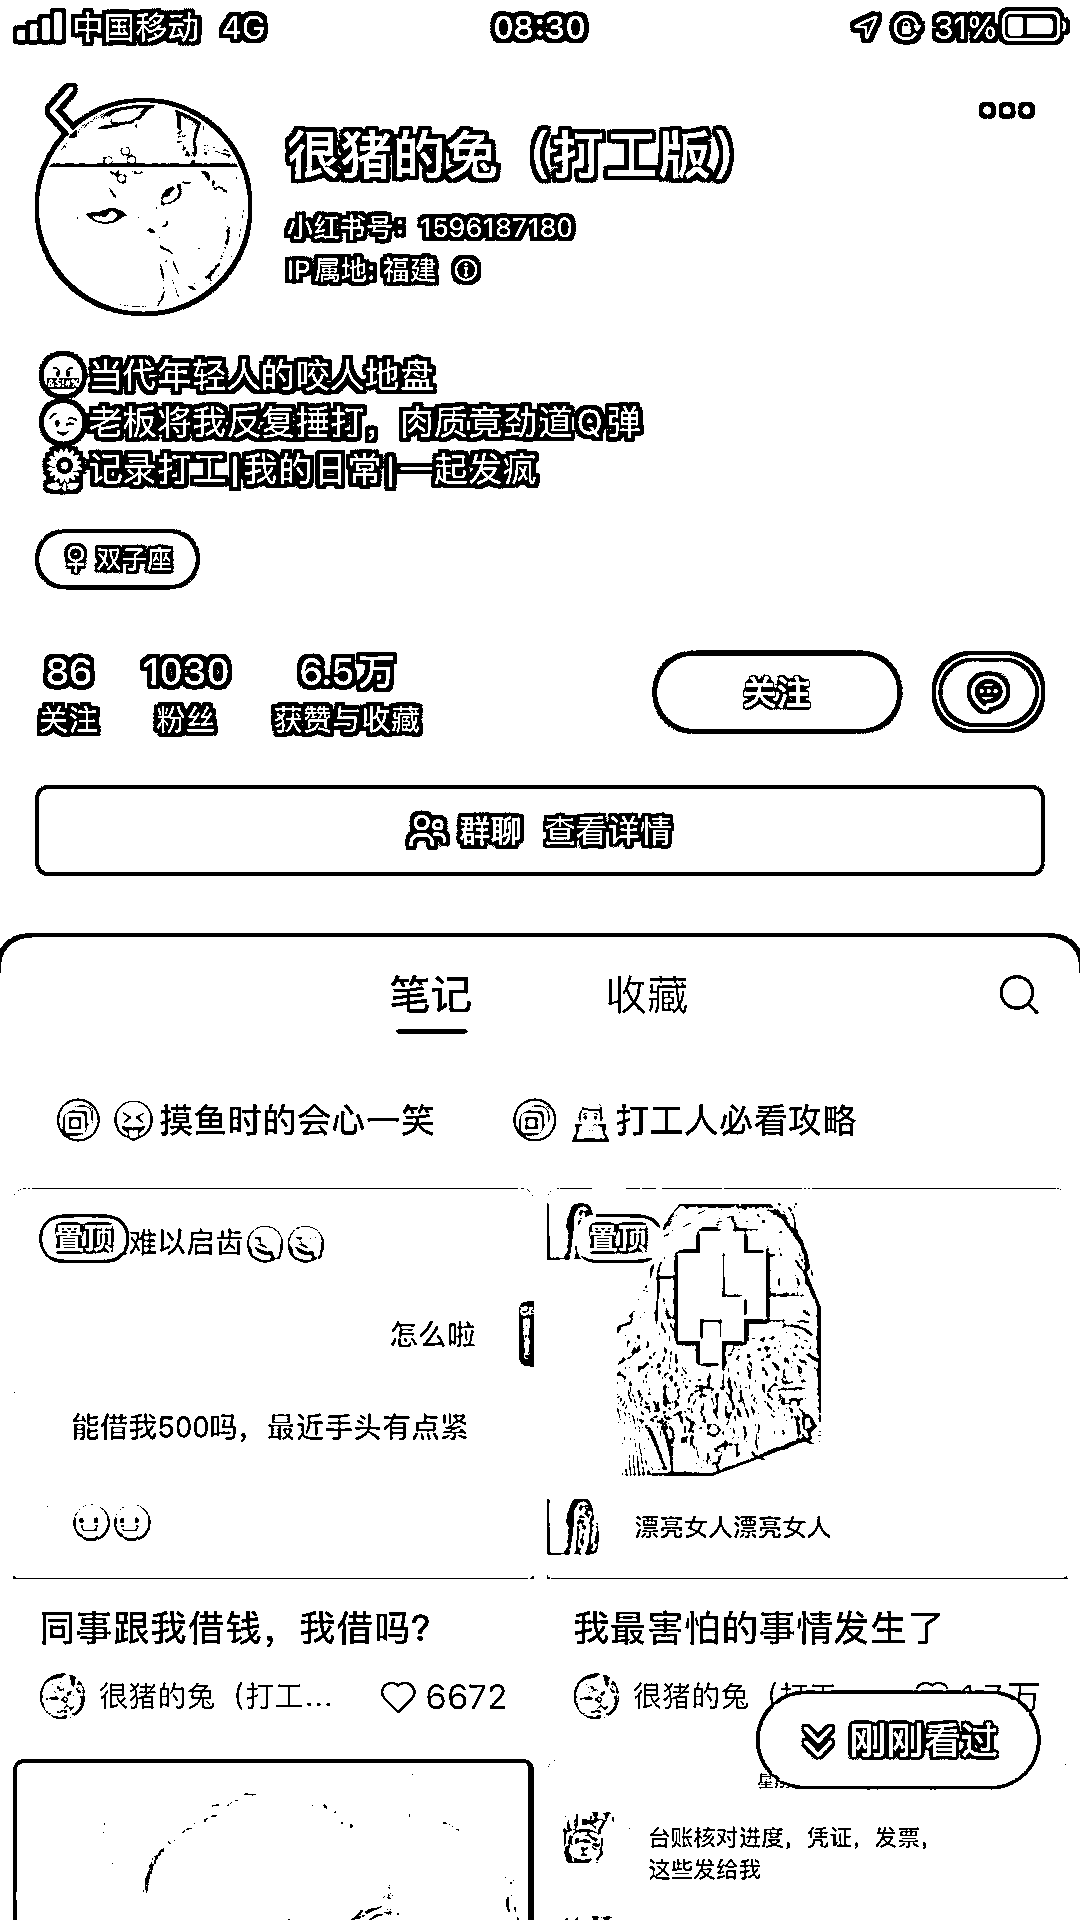 中国移动 4G 08:30 31%
很猪的兔（打工版）
小红书号：1596187180
IP属地: 福建
当代年轻人的咬人地盘
老板将我反复捶打，肉质竟劲道Q弹
记录打工|我的日常|一起发疯
双子座
86 1030 6.5万
关注 粉丝 获赞与收藏
关注
群聊 查看详情
笔记 收藏
摸鱼时的会心一笑
打工人必看攻略
置顶 难以启齿
怎么啦
能借我500吗，最近手头有点紧
同事跟我借钱，我借吗?
很猪的兔（打工... 6672
置顶
漂亮女人漂亮女人
我最害怕的事情发生了
很猪的兔（打工
刚刚看过
台账核对进度，凭证，发票，
这些发给我